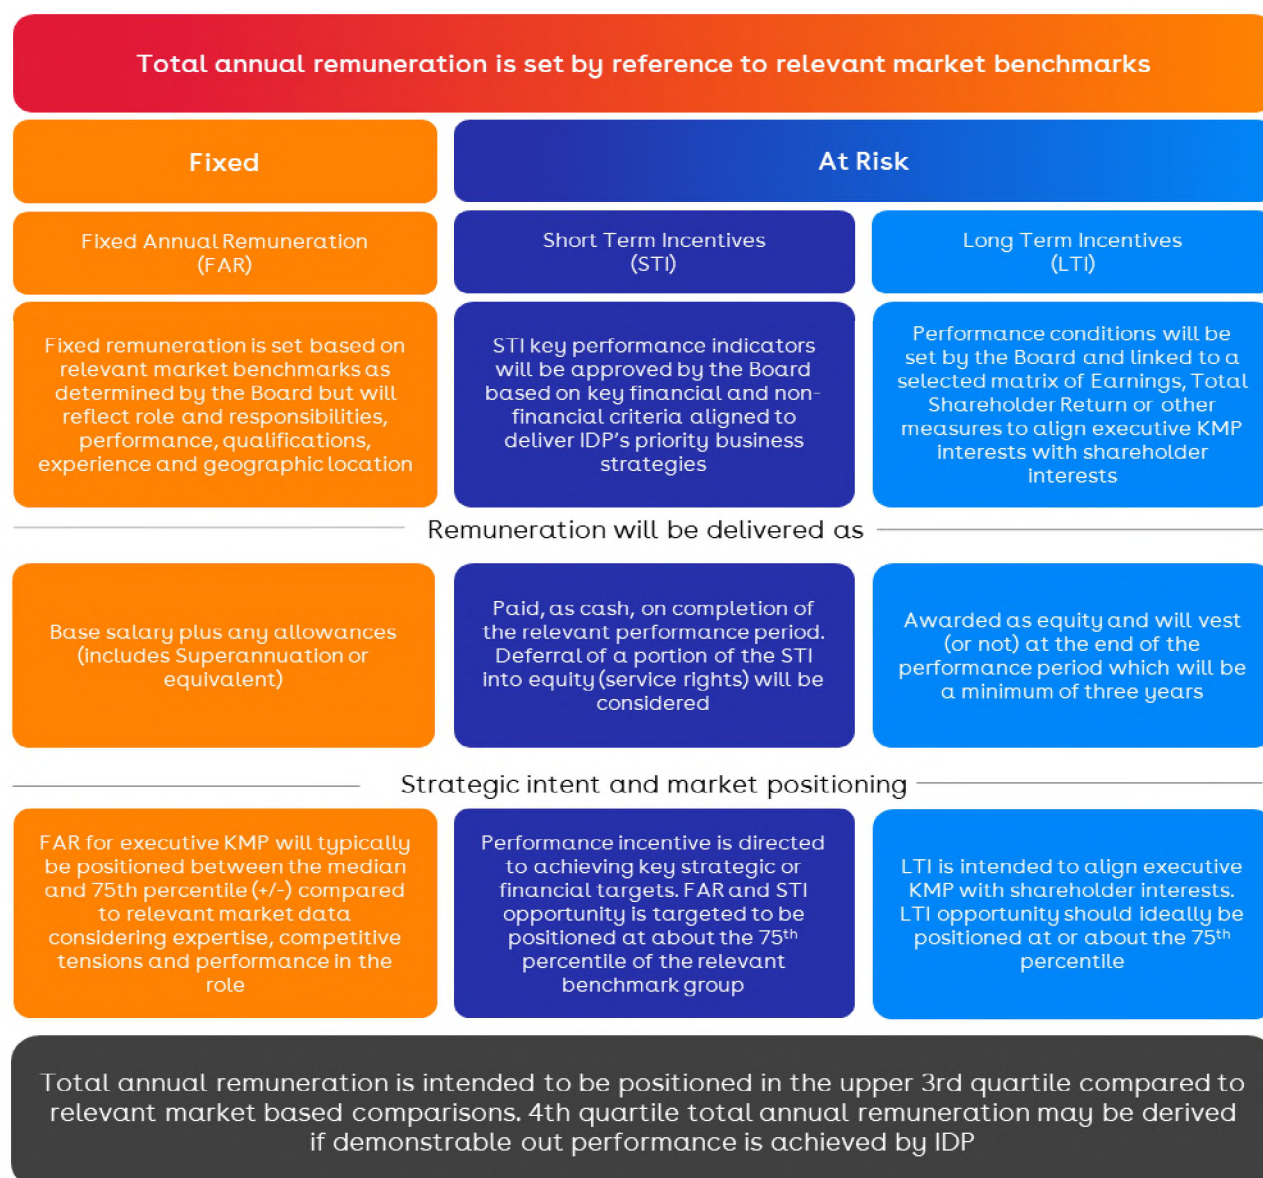 Total annual remuneration is set by reference to relevant market benchmarks
Fixed
At Risk
Fixed Annual Remuneration
(FAR)
Short Term Incentives
(STI)
Long Term Incentives
(LTI)
Fixed remuneration is set based on
relevant market benchmarks as
determined by the Board but will
reflect role and responsibilities,
performance, qualifications,
experience and geographic location
STI key performance indicators
will be approved by the Board
based on key financial and non-
financial criteria aligned to
deliver IDP's priority business
strategies
Performance conditions will be
set by the Board and linked to a
selected matrix of Earnings, Total
Shareholder Return or other
measures to align executive KMP
interests with shareholder
interests
Remuneration will be delivered as
Base salary plus any allowances
(includes Superannuation or
equivalent)
Paid, as cash, on completion of
the relevant performance period.
Deferral of a portion of the STI
into equity (service rights) will be
considered
Awarded as equity and will vest
(or not) at the end of the
performance period which will be
a minimum of three years
Strategic intent and market positioning
FAR for executive KMP will typically
be positioned between the median
and 75th percentile (+/-) compared
to relevant market data
considering expertise, competitive
tensions and performance in the
role
Performance incentive is directed
to achieving key strategic or
financial targets. FAR and STI
opportunity is targeted to be
positioned at about the 75th
percentile of the relevant
benchmark group
LTI is intended to align executive
KMP with shareholder interests.
LTI opportunity should ideally be
positioned at or about the 75th
percentile
Total annual remuneration is intended to be positioned in the upper 3rd quartile compared to
relevant market based comparisons. 4th quartile total annual remuneration may be derived
if demonstrable out performance is achieved by IDP